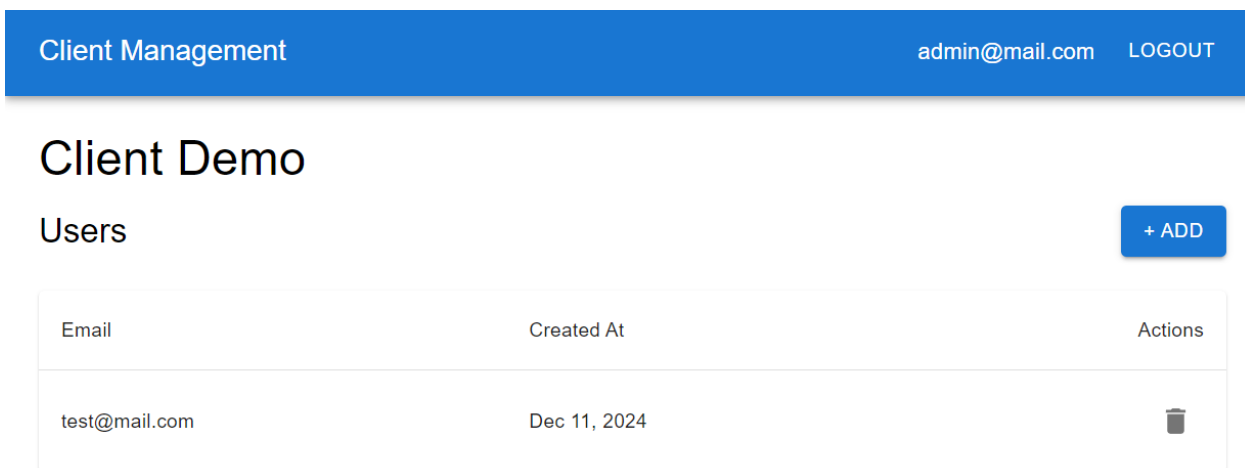 Client Management admin@mail.com LOGOUT
Client Demo
Users + ADD
Email Created At Actions
test@mail.com Dec 11, 2024